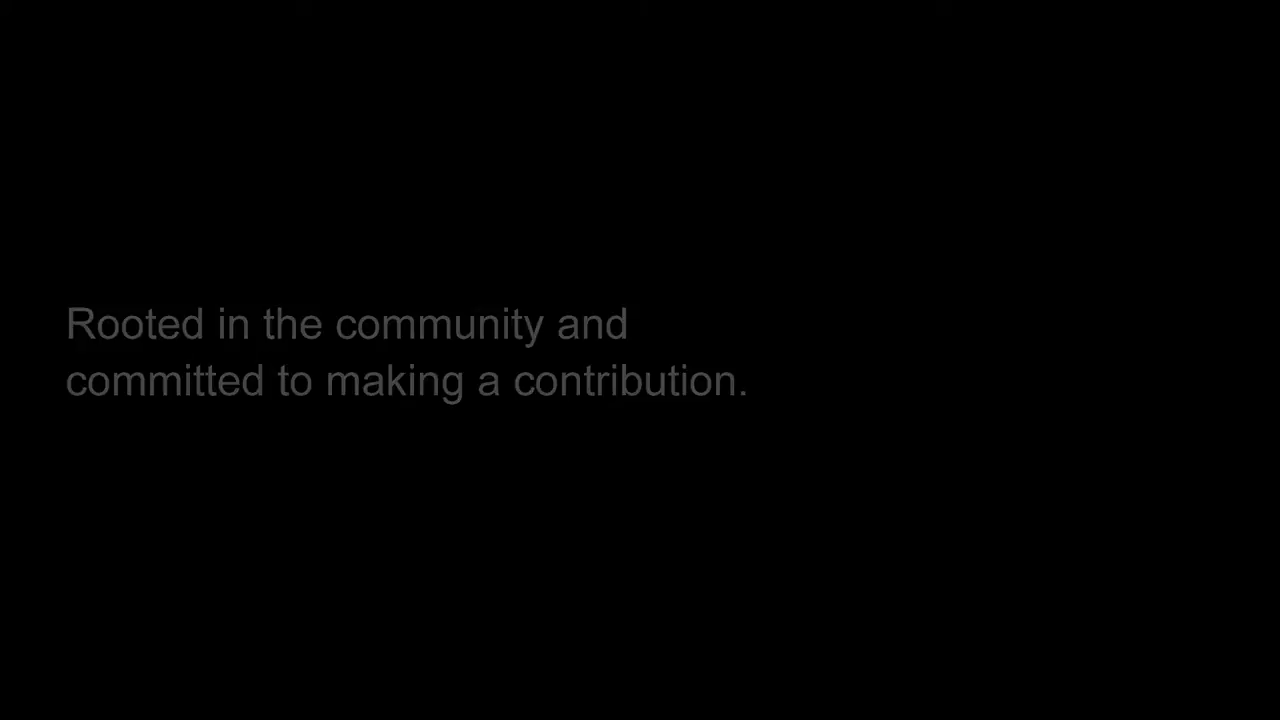 Rooted in the community and
committed to making a contribution.